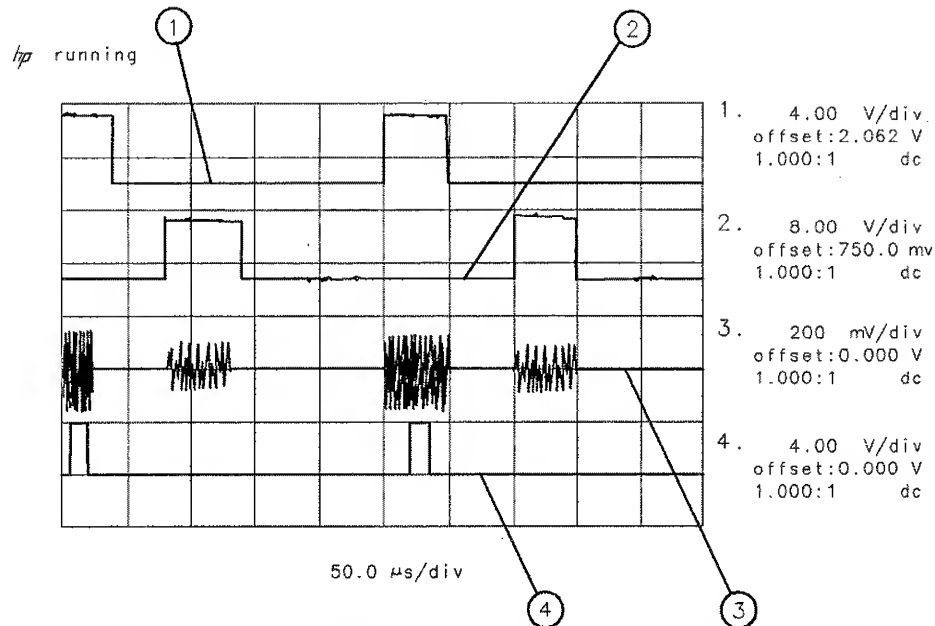 1
2
hp running
1. 4.00 V/div
offset:2.062 V
1.000:1 dc
2. 8.00 V/div
offset:750.0 mv
1.000:1 dc
3. 200 mV/div
offset:0.000 V
1.000:1 dc
4. 4.00 V/div
offset:0.000 V
1.000:1 dc
50.0 µs/div
4
3